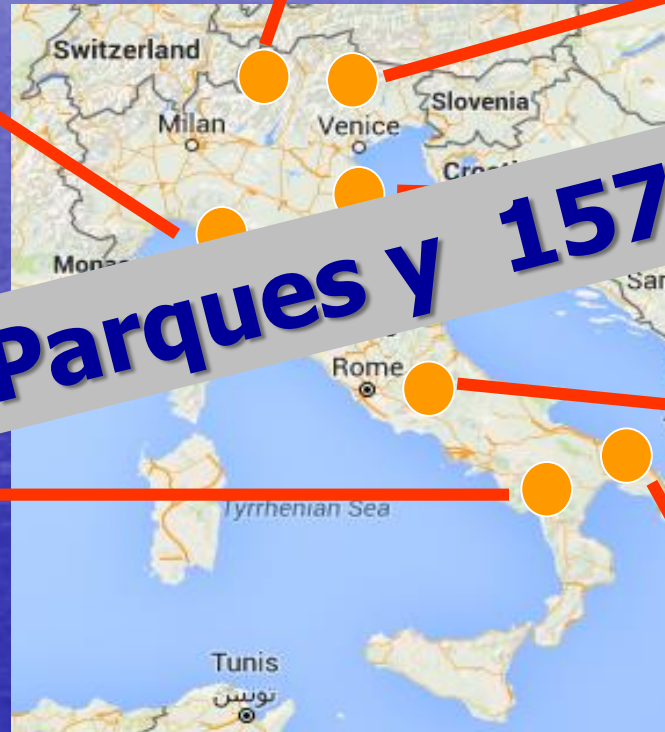 Switzerland
Slovenia
Milan
Venice
Parques y 157
Rome
Tyrrhenian Sea
Tunis
تونس